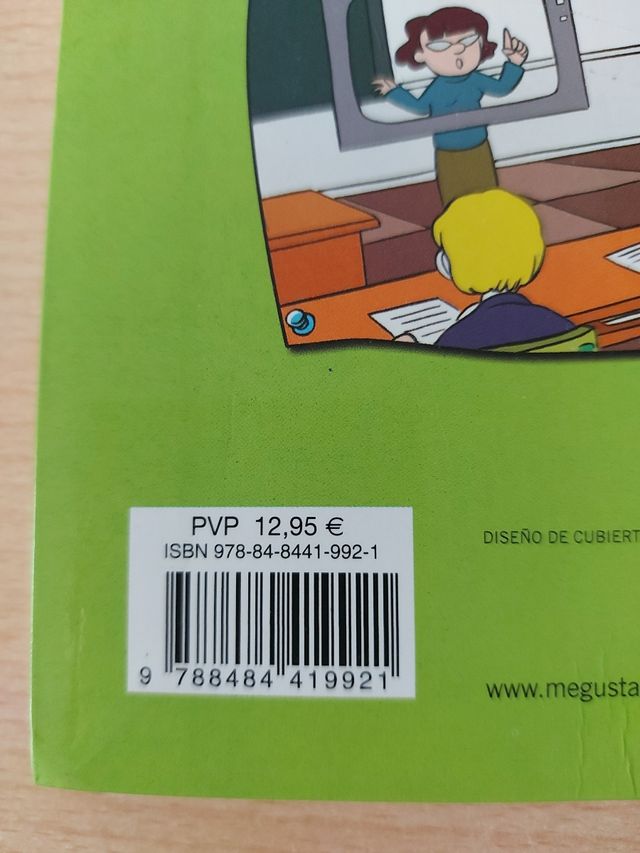 PVP 12,95 €
ISBN 978-84-8441-992-1
9 788484 419921
DISEÑO DE CUBIERT
www.megusta